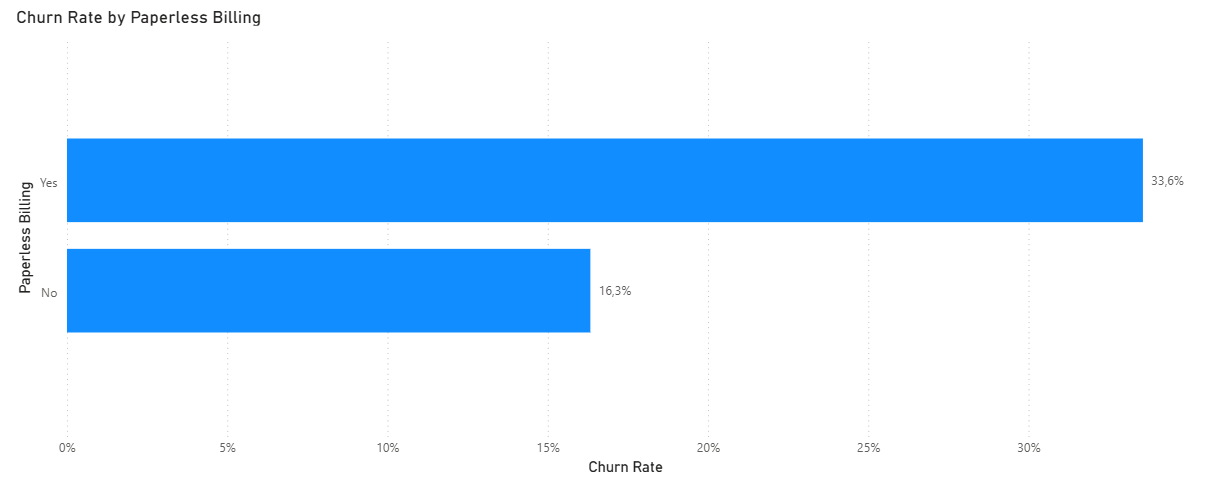 Churn Rate by Paperless Billing
Paperless Billing
Yes
33,6%
No
16,3%
0%
5%
10%
15%
20%
25%
30%
Churn Rate